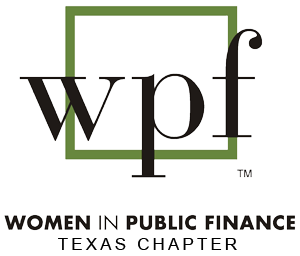 wpf
TM
WOMEN IN PUBLIC FINANCE
TEXAS CHAPTER